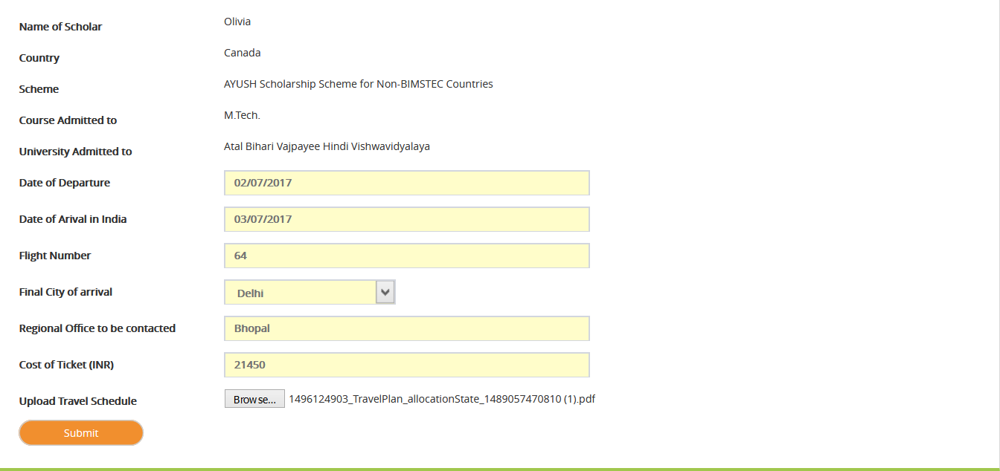 Name of Scholar Olivia
Country Canada
Scheme AYUSH Scholarship Scheme for Non-BIMSTEC Countries
Course Admitted to M.Tech.
University Admitted to Atal Bihari Vajpayee Hindi Vishwavidyalaya
Date of Departure 02/07/2017
Date of Arival in India 03/07/2017
Flight Number 64
Final City of arrival Delhi
Regional Office to be contacted Bhopal
Cost of Ticket (INR) 21450
Upload Travel Schedule Browse... 1496124903_TravelPlan_allocationState_1489057470810 (1).pdf
Submit